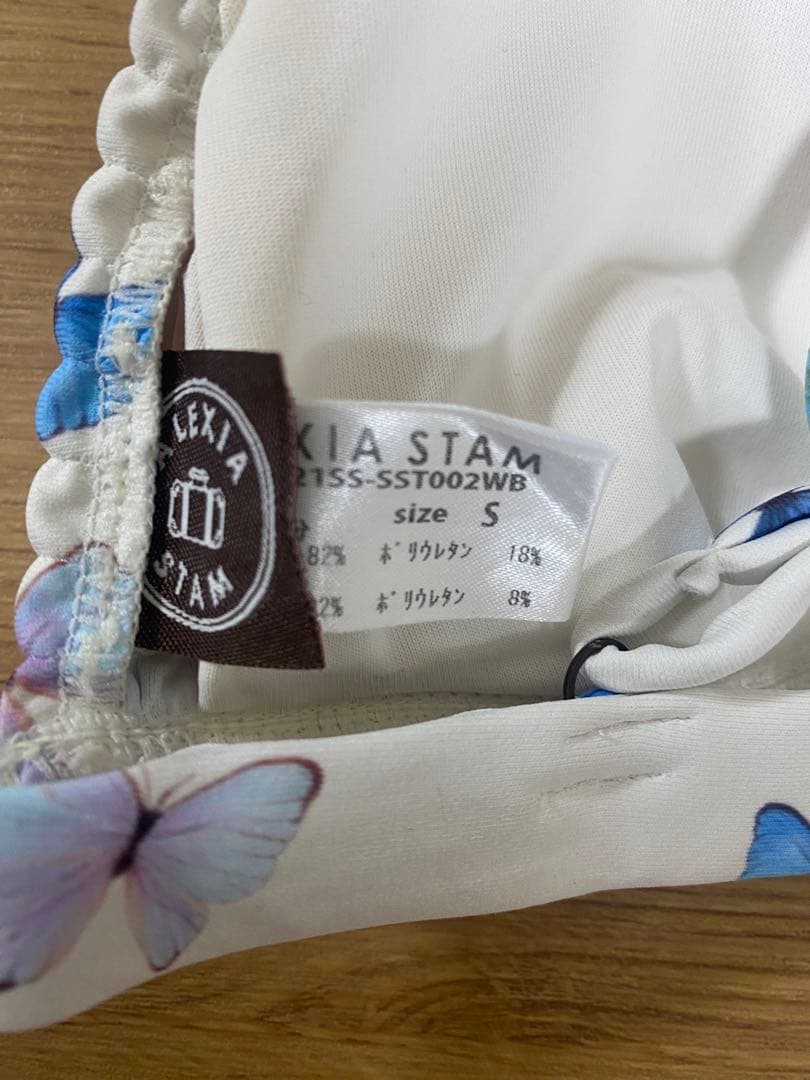 ALEXIA
STAM
XIA STAM
21SS-SST002WB
size S
分
82% ポリウレタン 18%
2% ポリウレタン 8%